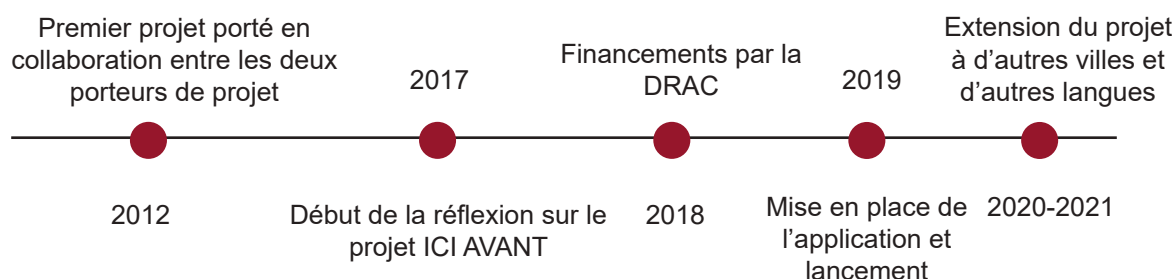 Premier projet porté en
collaboration entre les deux
porteurs de projet
2012
2017
Début de la réflexion sur le
projet ICI AVANT
Financements par la
DRAC
2018
2019
Mise en place de
l’application et
lancement
Extension du projet
à d’autres villes et
d’autres langues
2020-2021